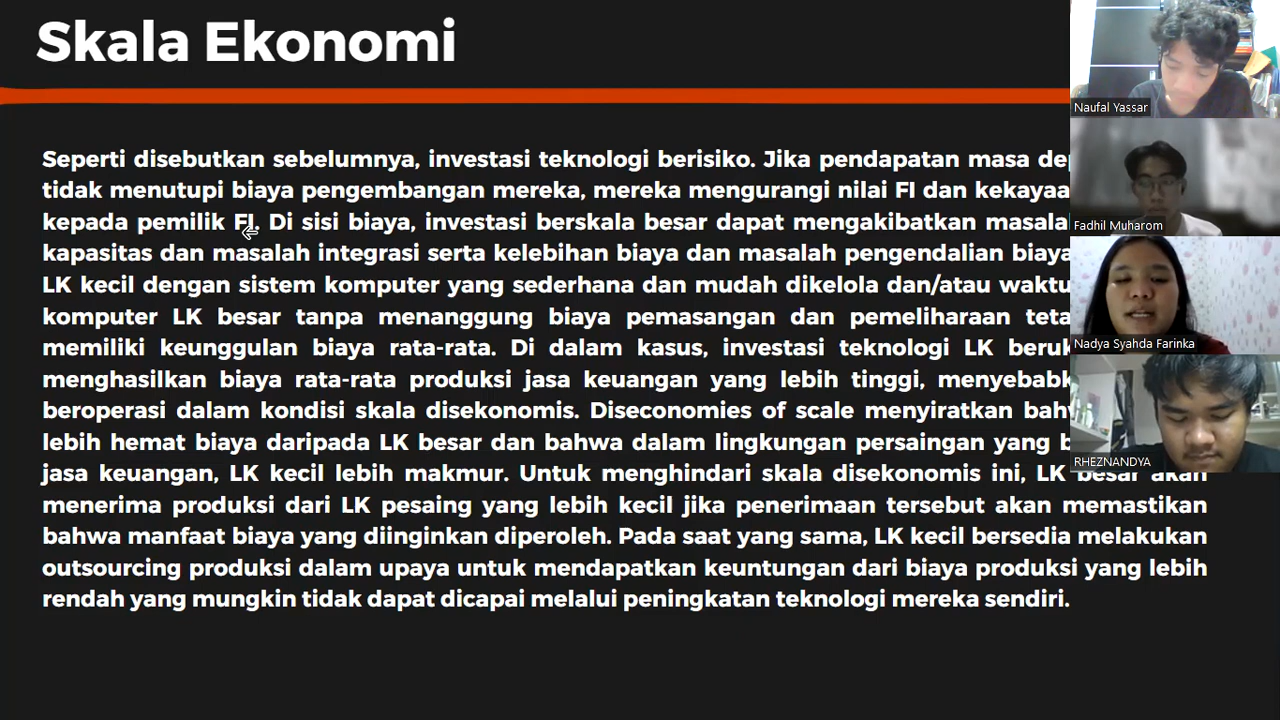 Skala Ekonomi
Seperti disebutkan sebelumnya, investasi teknologi berisiko. Jika pendapatan masa
tidak menutupi biaya pengembangan mereka, mereka mengurangi nilai FI dan
kepada pemilik FI. Di sisi biaya, investasi berskala besar dapat mengakibatkan
kapasitas dan masalah integrasi serta kelebihan biaya dan masalah pengendalian biaya
LK kecil dengan sistem komputer yang sederhana dan mudah dikelola dan/atau
komputer LK besar tanpa menanggung biaya pemasangan dan pemeliharaan
memiliki keunggulan biaya rata-rata. Di dalam kasus, investasi teknologi LK
menghasilkan biaya rata-rata produksi jasa keuangan yang lebih tinggi,
beroperasi dalam kondisi skala disekonomis. Diseconomies of scale menyiratkan
lebih hemat biaya daripada LK besar dan bahwa dalam lingkungan persaingan yang
jasa keuangan, LK kecil lebih makmur. Untuk menghindari skala disekonomis ini, LK besar akan
menerima produksi dari LK pesaing yang lebih kecil jika penerimaan tersebut akan memastikan
bahwa manfaat biaya yang diinginkan diperoleh. Pada saat yang sama, LK kecil bersedia melakukan
outsourcing produksi dalam upaya untuk mendapatkan keuntungan dari biaya produksi yang lebih
rendah yang mungkin tidak dapat dicapai melalui peningkatan teknologi mereka sendiri.
Naufal Yassar
Fadhil Muharom
Nadya Syahda Farinka
RHEZNANDYA